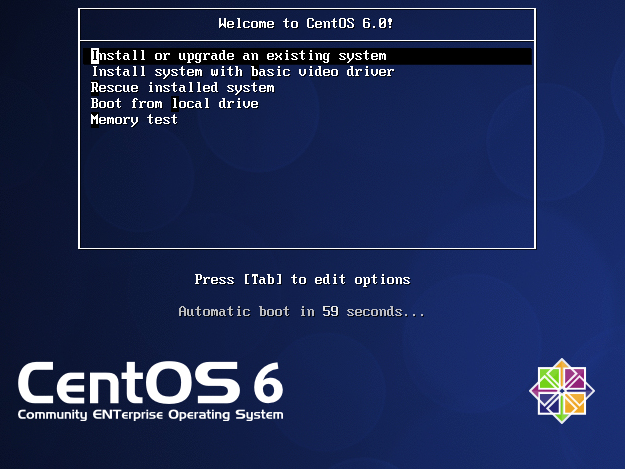 Welcome to CentOS 6.0!
Install or upgrade an existing system
Install system with basic video driver
Rescue installed system
Boot from local drive
Memory test
Press [Tab] to edit options
Automatic boot in 59 seconds...
CentOS 6
Community ENTerprise Operating System